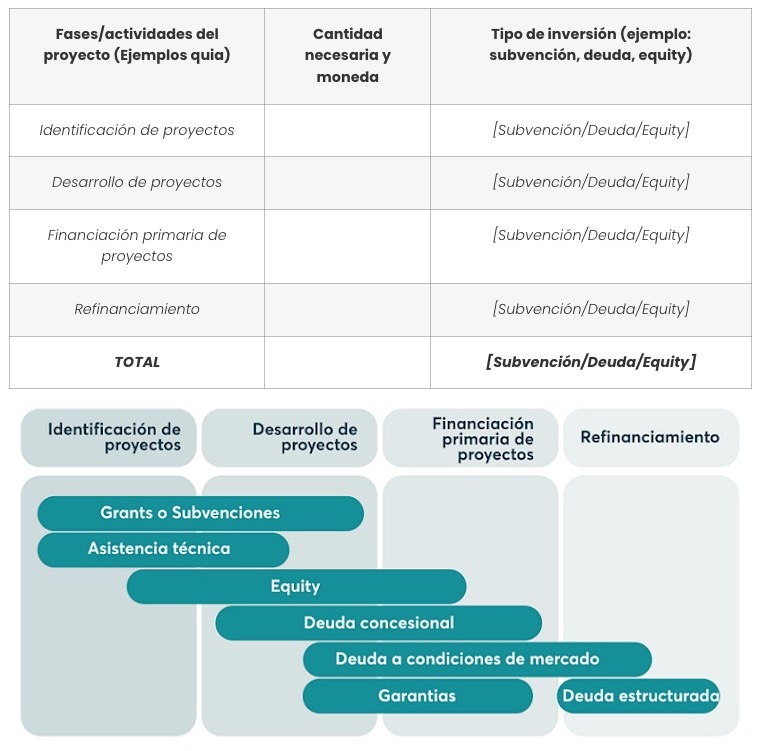 Fases/actividades del
proyecto (Ejemplos quia)
Cantidad
necesaria y
moneda
Tipo de inversión (ejemplo:
subvención, deuda, equity)
Identificación de proyectos
[Subvención/Deuda/Equity]
Desarrollo de proyectos
[Subvención/Deuda/Equity]
Financiación primaria de
proyectos
[Subvención/Deuda/Equity]
Refinanciamiento
[Subvención/Deuda/Equity]
TOTAL
[Subvención/Deuda/Equity]
Identificación de
proyectos
Desarrollo de
proyectos
Financiación
primaria de
proyectos
Refinanciamiento
Grants o Subvenciones
Asistencia técnica
Equity
Deuda concesional
Deuda a condiciones de mercado
Garantias
Deuda estructurada